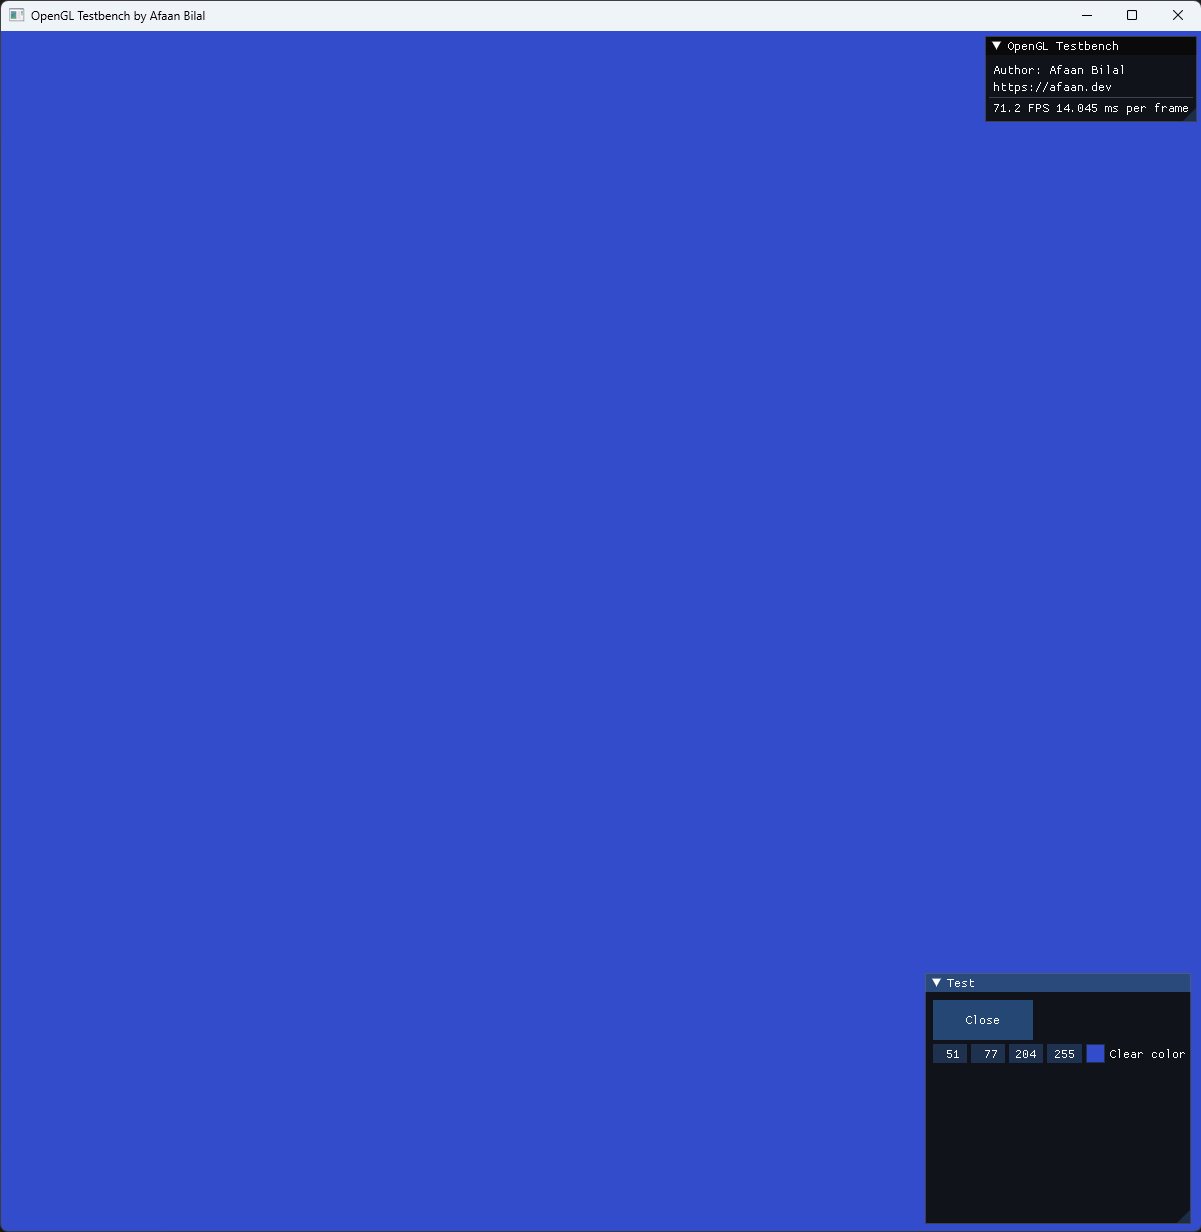 OpenGL Testbench by Afaan Bilal
OpenGL Testbench
Author: Afaan Bilal
https://afaan.dev
71.2 FPS 14.045 ms per frame
Test
Close
51 77 204 255 Clear color